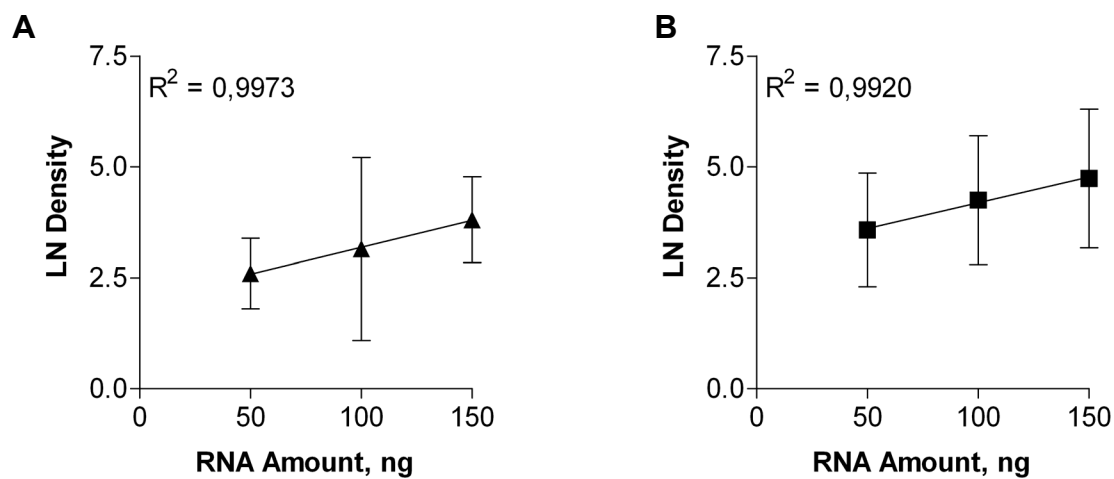 A
R² = 0,9973
LN Density
7.5
5.0
2.5
0.0
0 50 100 150
RNA Amount, ng
B
R² = 0,9920
LN Density
7.5
5.0
2.5
0.0
0 50 100 150
RNA Amount, ng